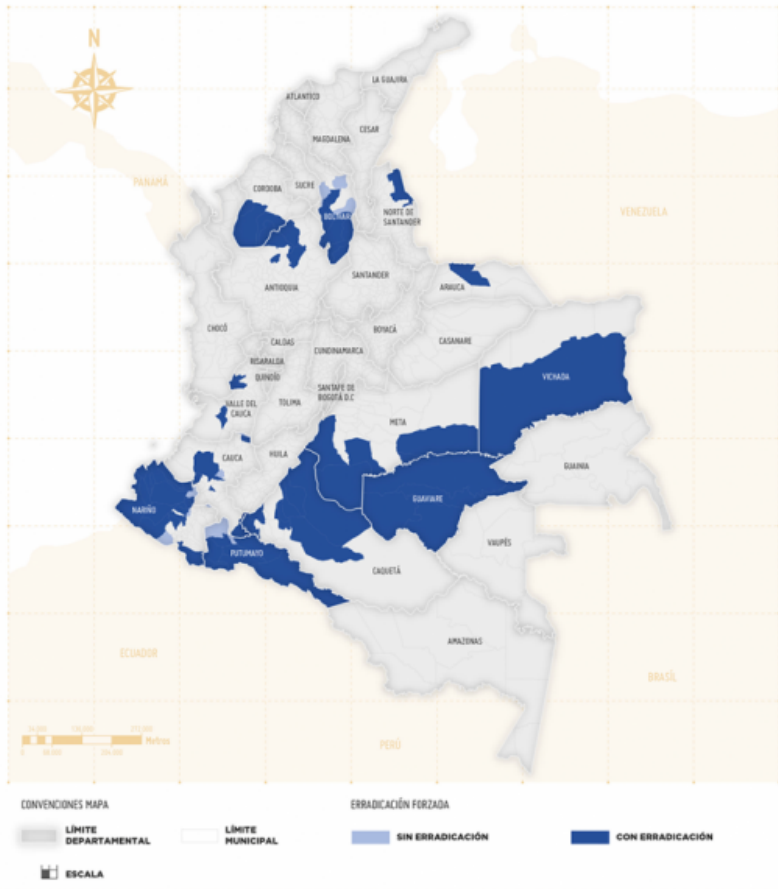 N
LA GUAJIRA
ATLANTICO
CESAR
MAGDALENA
PANAMÁ
CORDOBA
SUCRE
BOLIVAR
NORTE DE
SANTANDER
VENEZUELA
SANTANDER
ANTIOQUIA
ARAUCA
CHOCÓ
BOYACÁ
CALDAS
CUNDINAMARCA
CASANARE
RISARALDA
QUINDÍO
VICHADA
SANTAFE DE
BOGOTÁ D.C
VALLE DEL
CAUCA
TOLIMA
META
CAUCA
HUILA
GUAINIA
GUAVIARE
NARIÑO
VAUPÉS
PUTUMAYO
CAQUETÁ
AMAZONAS
ECUADOR
BRASÍL
PERÚ
Metros
CONVENCIONES MAPA
ERRADICACIÓN FORZADA
LÍMITE
DEPARTAMENTAL
LÍMITE
MUNICIPAL
SIN ERRADICACIÓN
CON ERRADICACIÓN
ESCALA